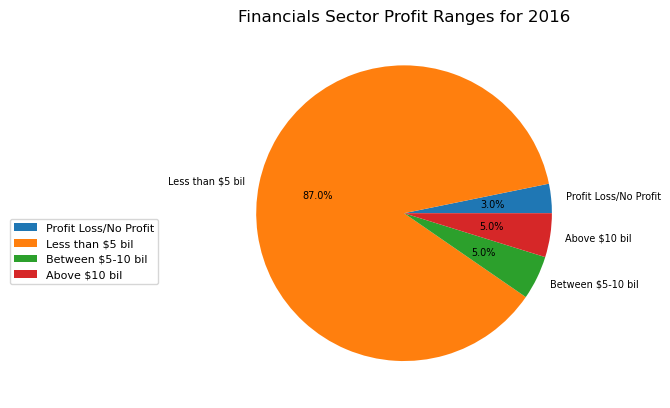 Financials Sector Profit Ranges for 2016
Less than $5 bil
87.0%
Profit Loss/No Profit
3.0%
5.0%
Above $10 bil
5.0%
Between $5-10 bil
Profit Loss/No Profit
Less than $5 bil
Between $5-10 bil
Above $10 bil